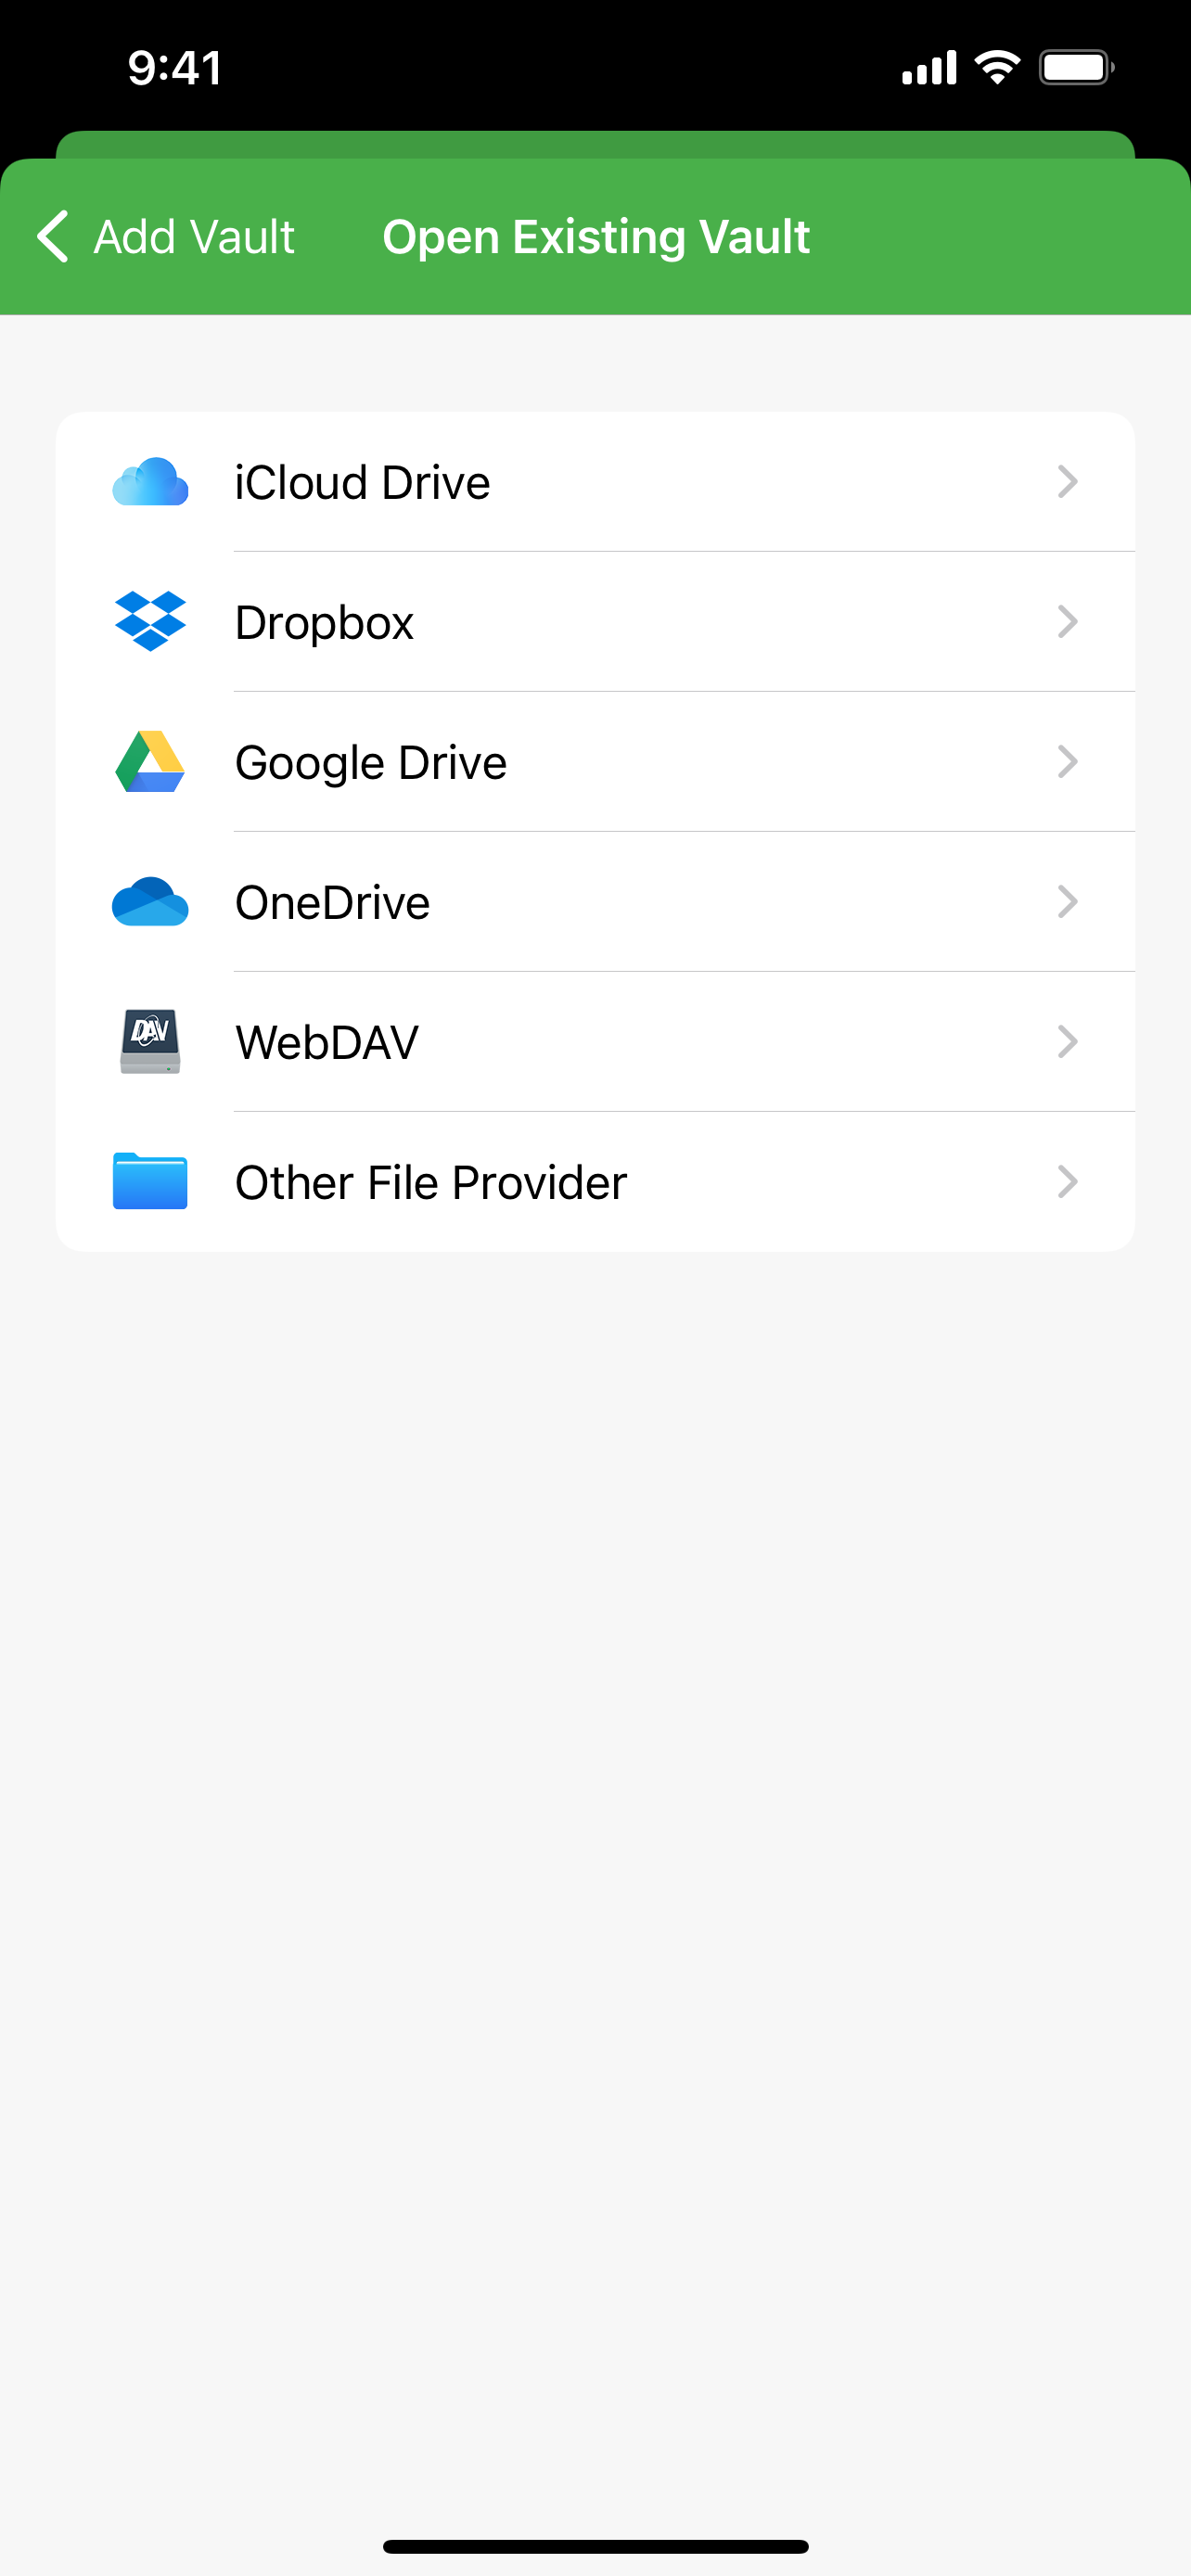 9:41
Add Vault
Open Existing Vault
iCloud Drive
Dropbox
Google Drive
OneDrive
DAV
WebDAV
Other File Provider